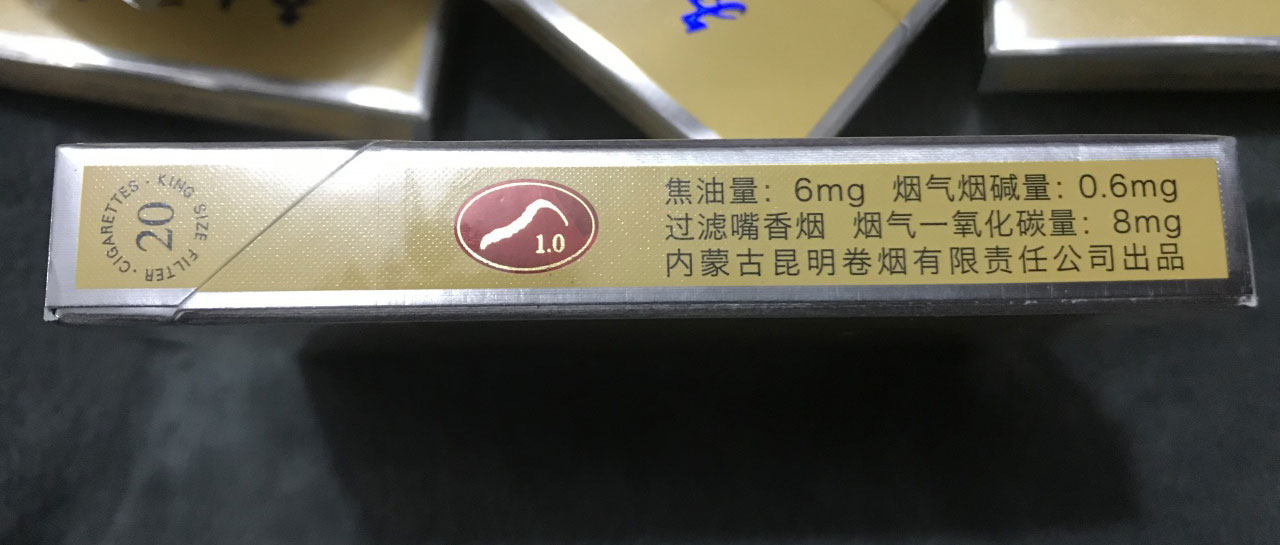 CIGARETTES · KING SIZE FILTER ·
20
1.0
焦油量：6mg 烟气烟碱量：0.6mg
过滤嘴香烟 烟气一氧化碳量：8mg
内蒙古昆明卷烟有限责任公司出品